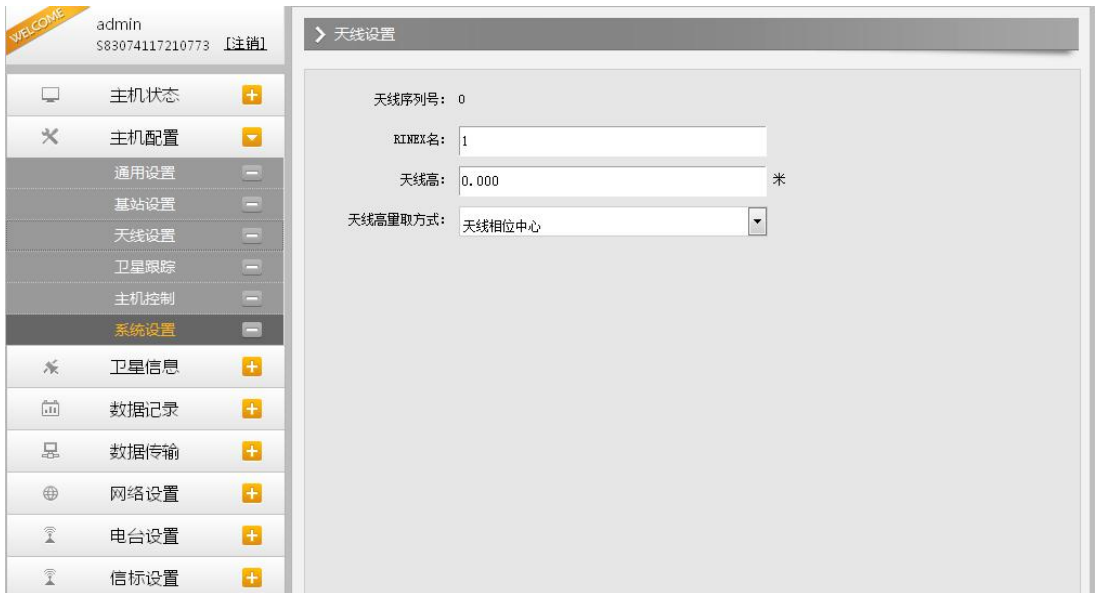 WELCOME
admin
S83074117210773 [注销]
主机状态
主机配置
通用设置
基站设置
天线设置
卫星跟踪
主机控制
系统设置
卫星信息
数据记录
数据传输
网络设置
电台设置
信标设置
天线设置
天线序列号: 0
RINEX名: 1
天线高: 0.000 米
天线高量取方式: 天线相位中心